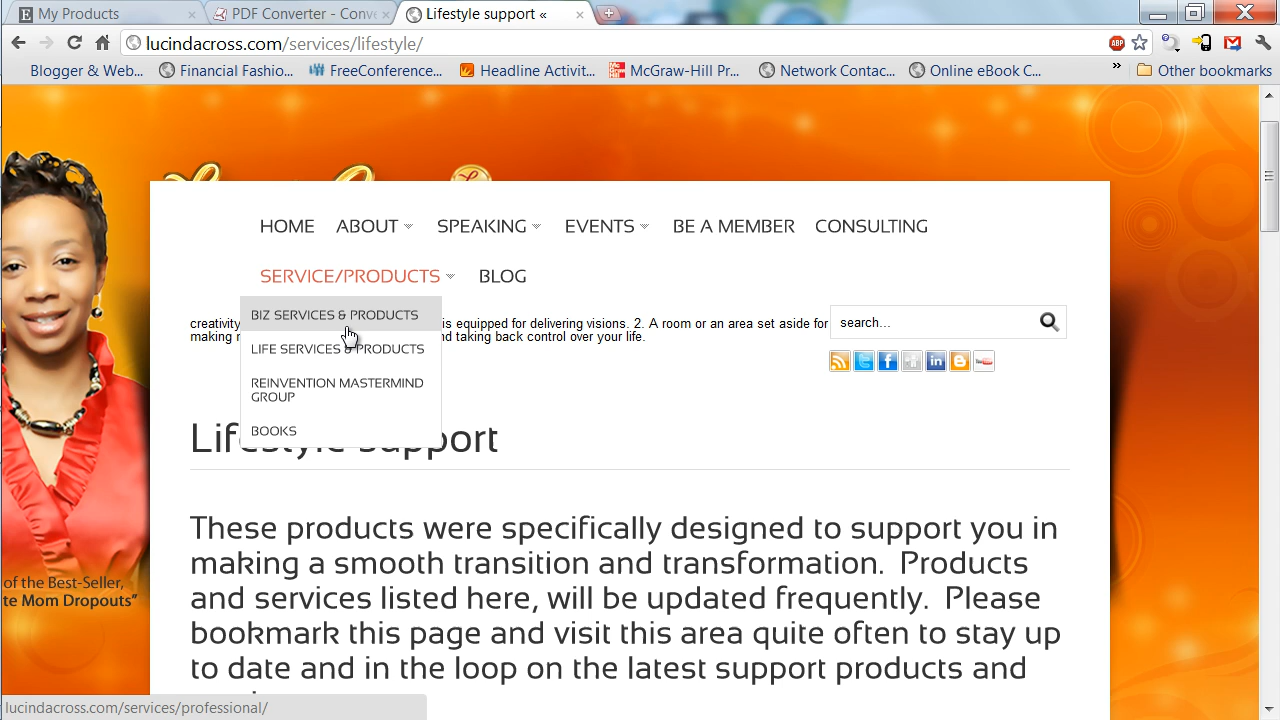 My Products
PDF Converter - Conve
Lifestyle support «
lucindacross.com/services/lifestyle/
ABP
Blogger & Web...
Financial Fashio...
FreeConference...
Headline Activit...
McGraw-Hill Pr...
Network Contac...
Online eBook C...
»
Other bookmarks
HOME
ABOUT
SPEAKING
EVENTS
BE A MEMBER
CONSULTING
SERVICE/PRODUCTS
BLOG
BIZ SERVICES & PRODUCTS
LIFE SERVICES & PRODUCTS
REINVENTION MASTERMIND
GROUP
BOOKS
creativity is equipped for delivering visions. 2. A room or an area set aside for
making nd taking back control over your life.
search...
Lifestyle support
These products were specifically designed to support you in
making a smooth transition and transformation.  Products
and services listed here, will be updated frequently.  Please
bookmark this page and visit this area quite often to stay up
to date and in the loop on the latest support products and
of the Best-Seller,
te Mom Dropouts”
lucindacross.com/services/professional/